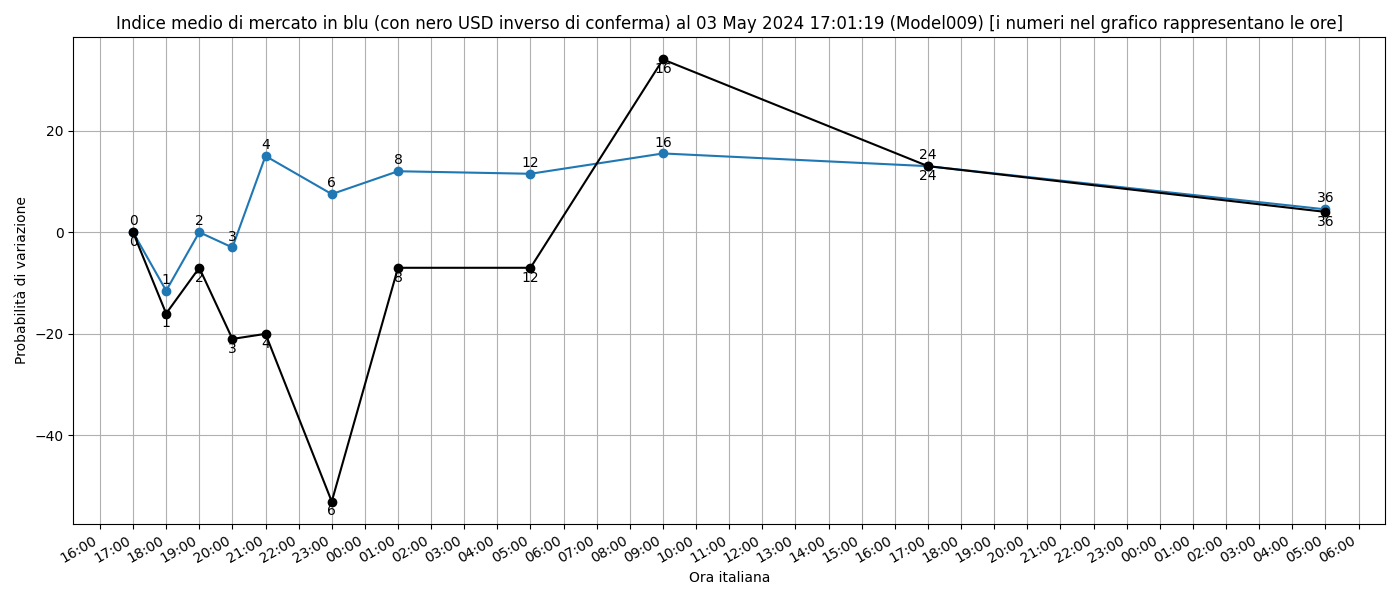 Indice medio di mercato in blu (con nero USD inverso di conferma) al 03 May 2024 17:01:19 (Model009) [i numeri nel grafico rappresentano le ore]
Probabilità di variazione
20
0
−20
−40
0 1 2 3 4 6 8 12 16 24 36
0 1 2 3 4 6 8 12 16 24 36
16:00 17:00 18:00 19:00 20:00 21:00 22:00 23:00 00:00 01:00 02:00 03:00 04:00 05:00 06:00 07:00 08:00 09:00 10:00 11:00 12:00 13:00 14:00 15:00 16:00 17:00 18:00 19:00 20:00 21:00 22:00 23:00 00:00 01:00 02:00 03:00 04:00 05:00 06:00
Ora italiana